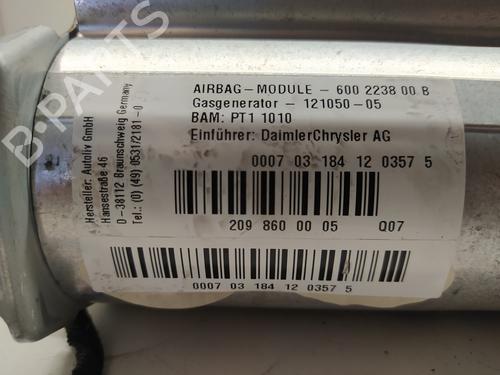 Hersteller: Autoliv GmbH
Hansestraße 46
D-38112 Braunschweig Germany
Tel.: (0) (49) 0531/2181-0
AIRBAG-MODULE - 600 2238 00 B
Gasgenerator - 121050-05
BAM: PT1 1010
Einführer: DaimlerChrysler AG
0007 03 184 12 0357 5
209 860 00 05 Q07
0007 03 184 12 0357 5
B-PARTS